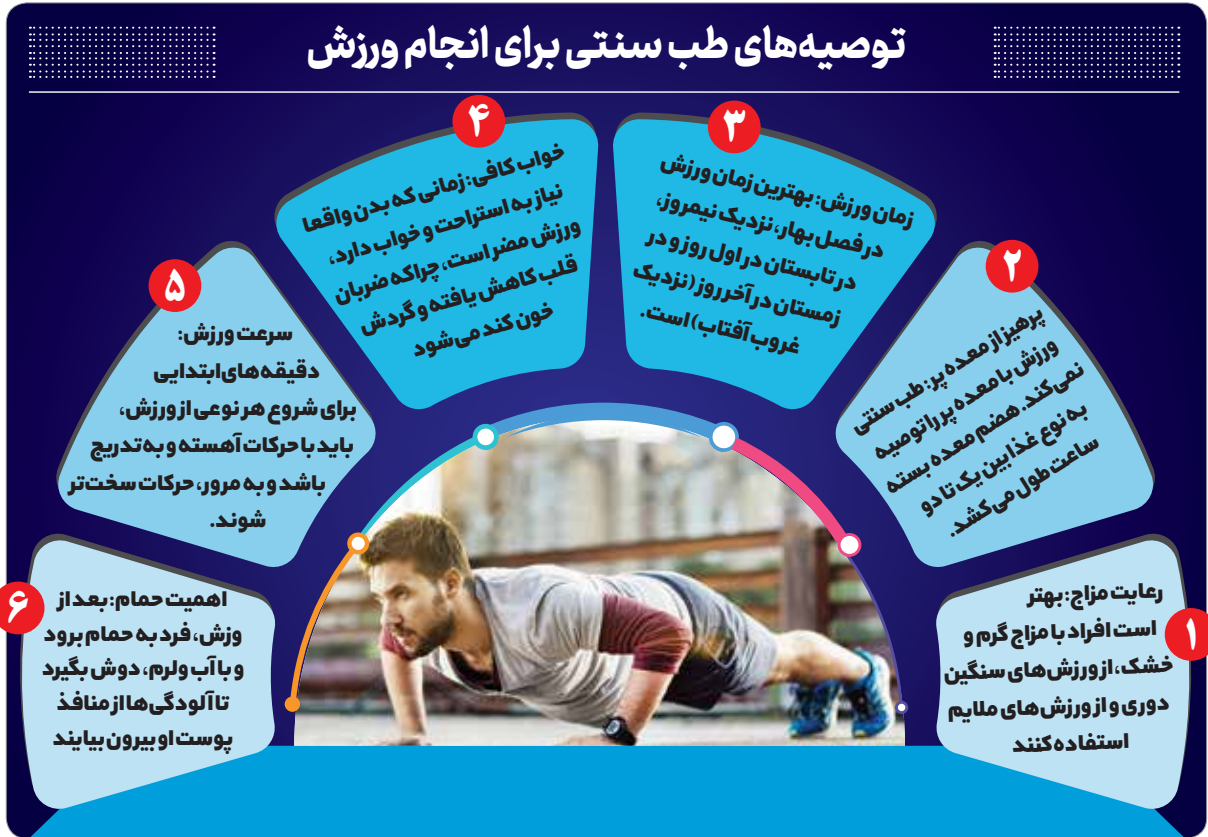 توصیه‌های طب سنتی برای انجام ورزش
۱
رعایت مزاج: بهتر
است افراد با مزاج گرم و
خشک، از ورزش‌های سنگین
دوری و از ورزش‌های ملایم
استفاده کنند
۲
پرهیز از معده پر: طب سنتی
ورزش با معده پر را توصیه
نمی‌کند. هضم معده بسته
به نوع غذا بین یک تا دو
ساعت طول می‌کشد.
۳
زمان ورزش: بهترین زمان ورزش
در فصل بهار، نزدیک نیمروز،
در تابستان در اول روز و در
زمستان در آخر روز (نزدیک
غروب آفتاب) است.
۴
خواب کافی: زمانی که بدن واقعا
نیاز به استراحت و خواب دارد،
ورزش مضر است، چراکه ضربان
قلب کاهش یافته و گردش
خون کند می‌شود
۵
سرعت ورزش:
دقیقه‌های ابتدایی
برای شروع هر نوعی از ورزش،
باید با حرکات آهسته و به‌تدریج
باشد و به مرور، حرکات سخت‌تر
شوند.
۶
اهمیت حمام: بعد از
وزش، فرد به حمام برود
و با آب ولرم، دوش بگیرد
تا آلودگی‌ها از منافذ
پوست او بیرون بیایند